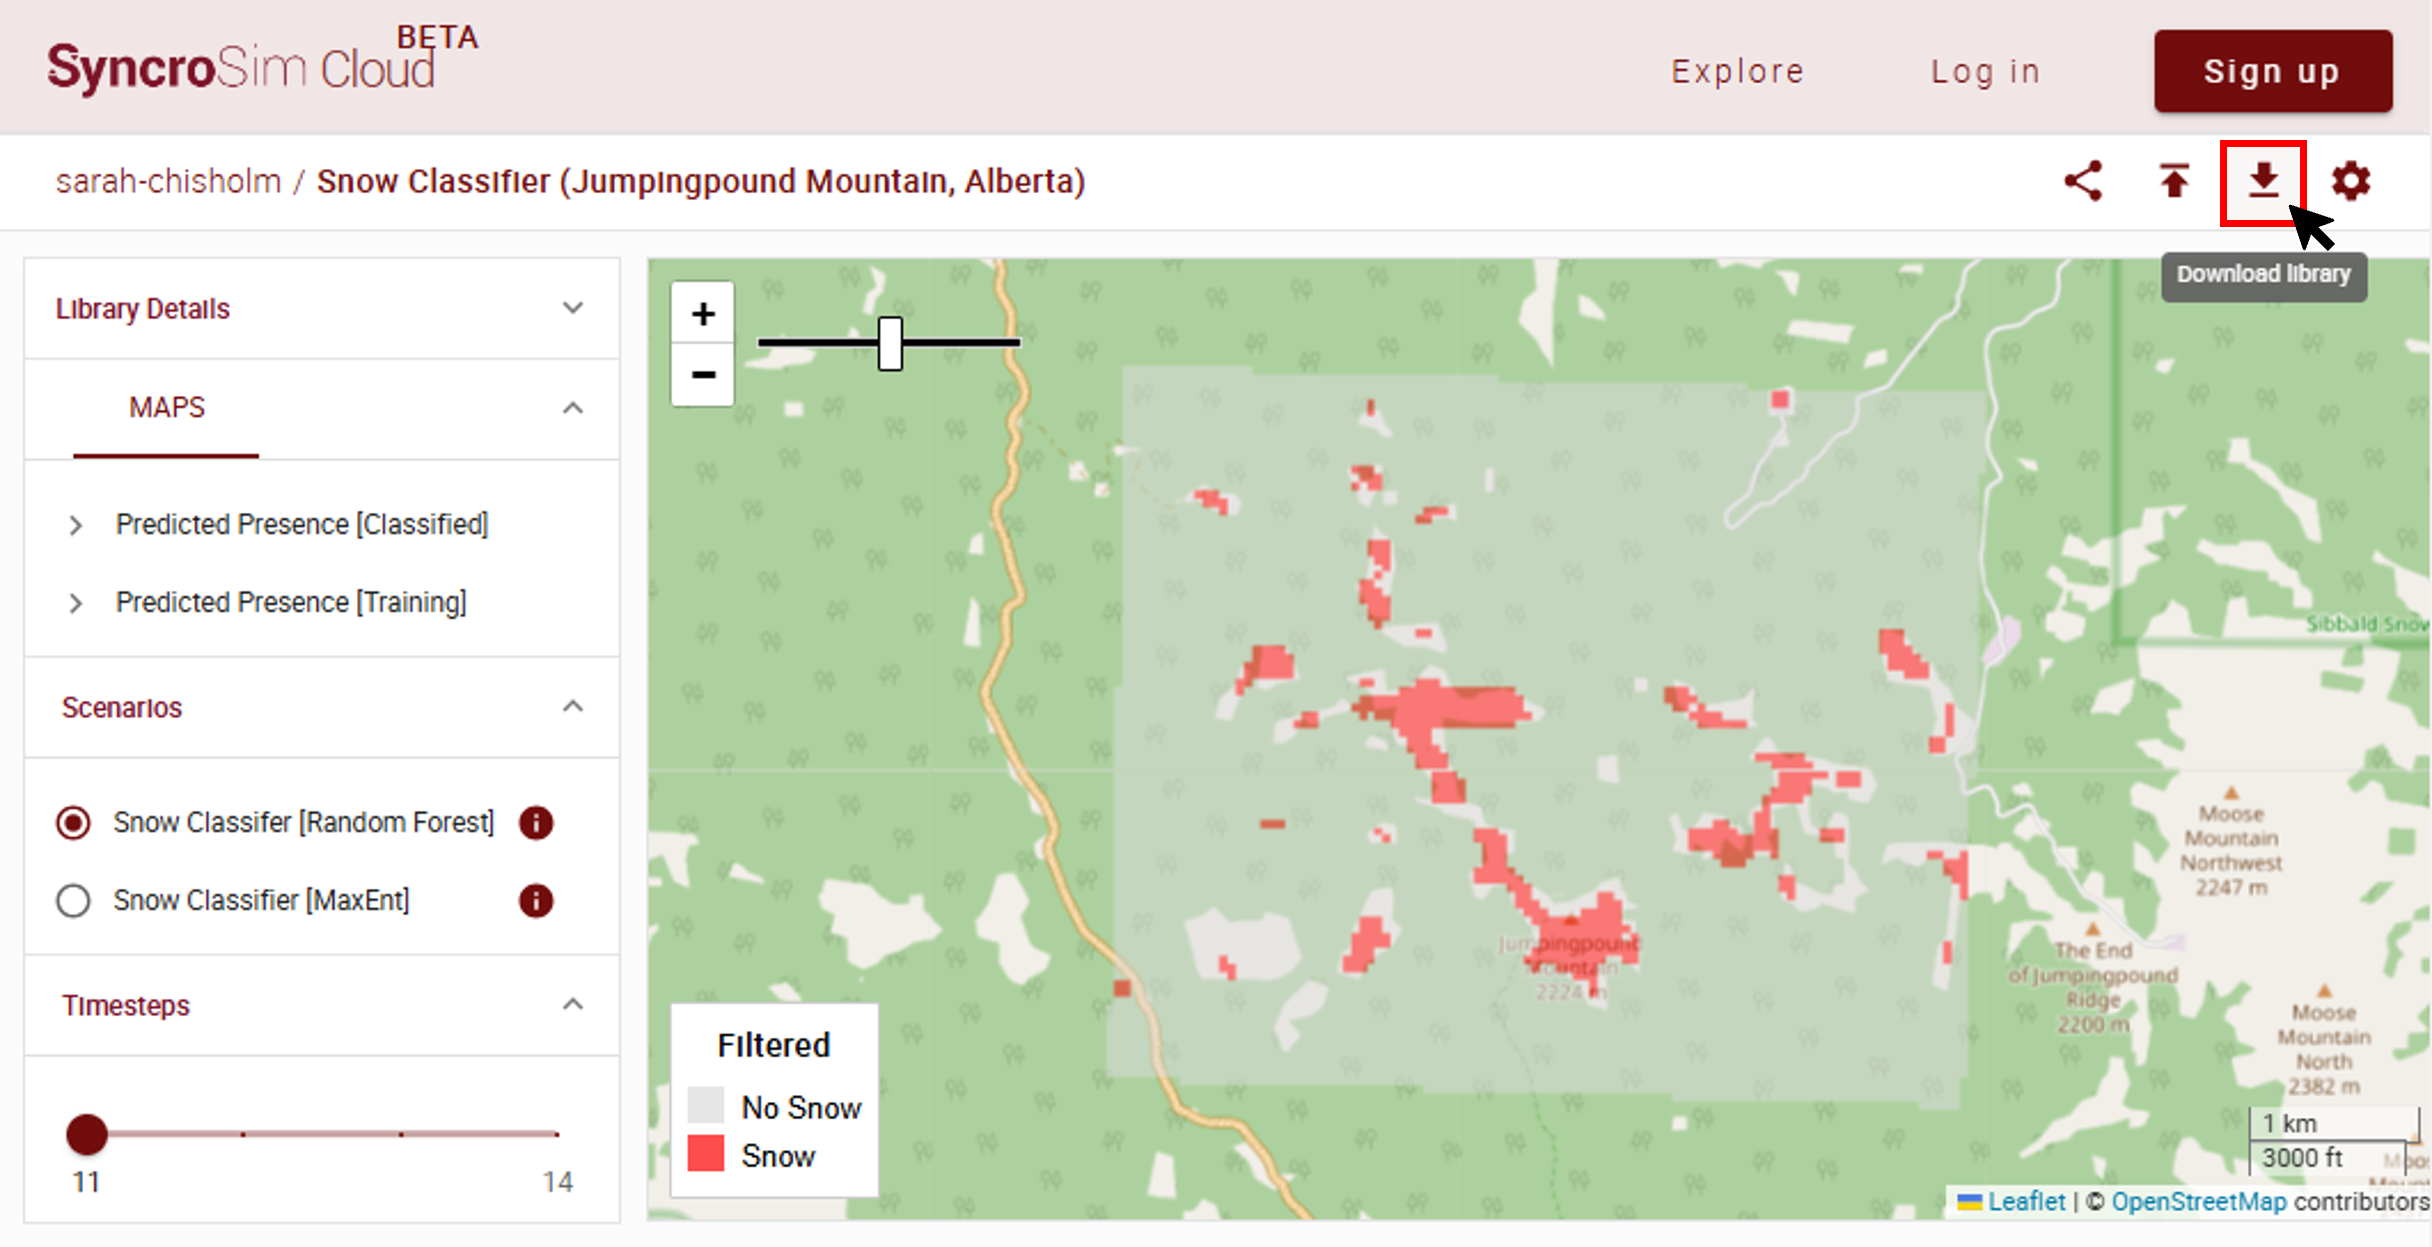 SyncroSim Cloud BETA
Explore
Log in
Sign up
sarah-chisholm / Snow Classifier (Jumpingpound Mountain, Alberta)
Download library
Library Details
MAPS
Predicted Presence [Classified]
Predicted Presence [Training]
Scenarios
Snow Classifer [Random Forest]
Snow Classifier [MaxEnt]
Timesteps
11
14
+
−
Filtered
No Snow
Snow
Jumpingpound
Mountain
2224 m
Sibbald Snow
Moose
Mountain
Northwest
2247 m
The End
of Jumpingpound
Ridge
2200 m
Moose
Mountain
North
2382 m
1 km
3000 ft
Leaflet | © OpenStreetMap contributors